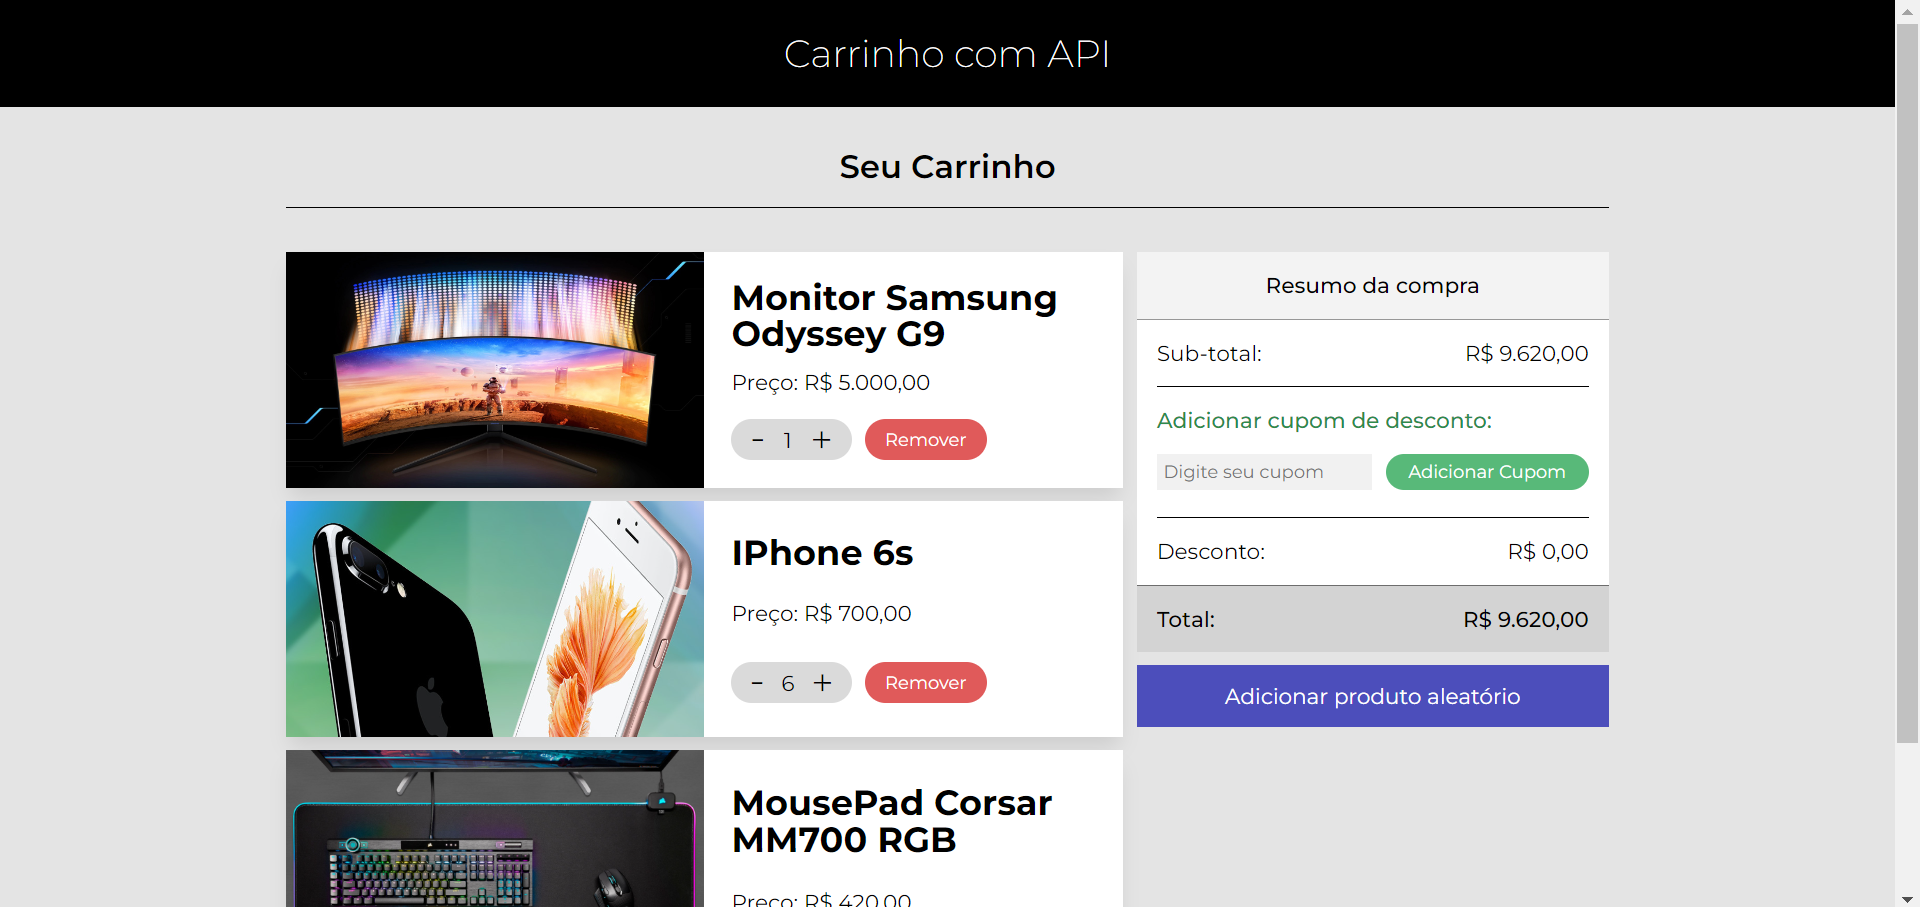 Carrinho com API
Seu Carrinho
Monitor Samsung
Odyssey G9
Preço: R$ 5.000,00
- 1 + Remover
IPhone 6s
Preço: R$ 700,00
- 6 + Remover
MousePad Corsar
MM700 RGB
Preço: R$ 420,00
Resumo da compra
Sub-total: R$ 9.620,00
Adicionar cupom de desconto:
Digite seu cupom Adicionar Cupom
Desconto: R$ 0,00
Total: R$ 9.620,00
Adicionar produto aleatório